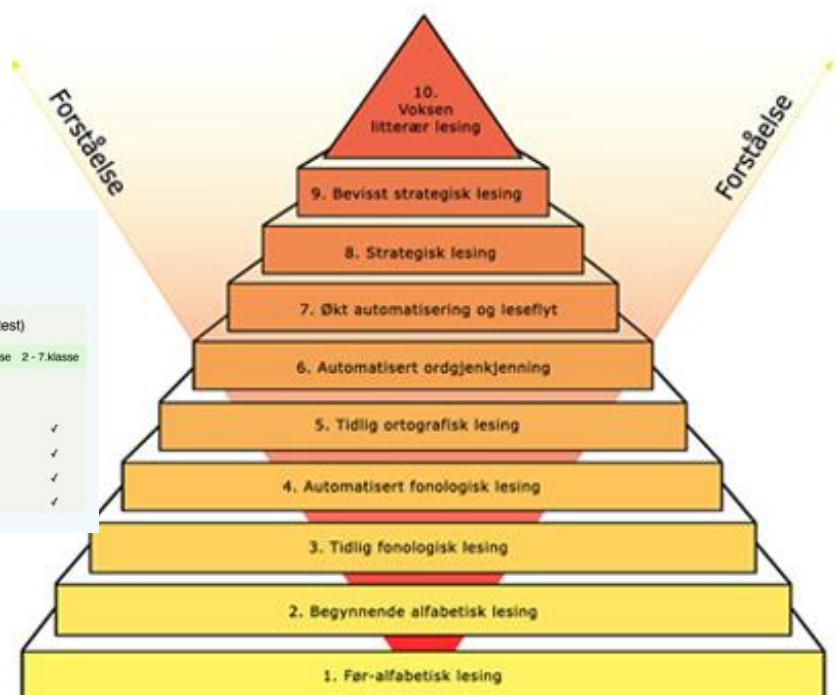 Forståelse
Forståelse
10.
Voksen
litterær lesing
9. Bevisst strategisk lesing
8. Strategisk lesing
7. Økt automatisering og leseflyt
6. Automatisert ordgjenkjenning
5. Tidlig ortografisk lesing
4. Automatisert fonologisk lesing
3. Tidlig fonologisk lesing
2. Begynnende alfabetisk lesing
1. Før-alfabetisk lesing
2 - 7.klasse
✓
✓
✓
✓